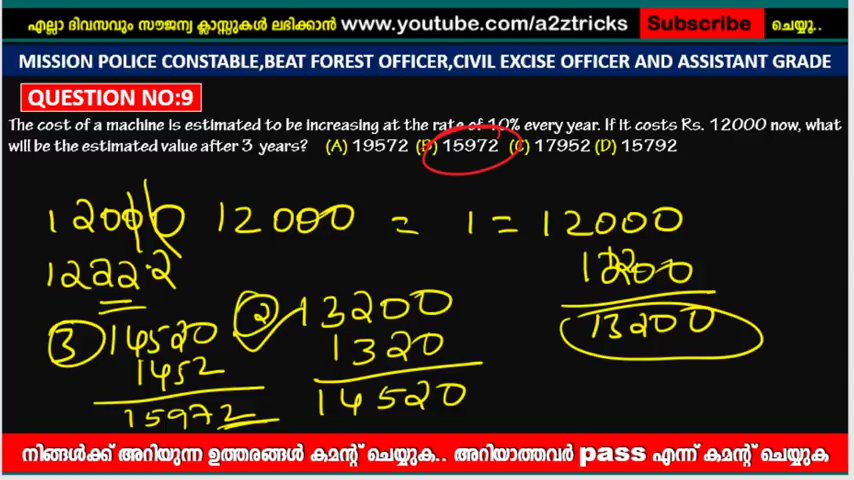 എല്ലാ ദിവസവും സൗജന്യ ക്ലാസ്സുകൾ ലഭിക്കാൻ www.youtube.com/a2ztricks Subscribe ചെയ്യൂ..
MISSION POLICE CONSTABLE,BEAT FOREST OFFICER,CIVIL EXCISE OFFICER AND ASSISTANT GRADE
QUESTION NO:9
The cost of a machine is estimated to be increasing at the rate of 10% every year. If it costs Rs. 12000 now, what
will be the estimated value after 3 years? (A) 19572 (B) 15972 (C) 17952 (D) 15792
12000 12000 = 1 = 12000
1222.2 1200
13200
2 13200
1320
14520
3 14520
1452
15972
നിങ്ങൾക്ക് അറിയുന്ന ഉത്തരങ്ങൾ കമന്റ് ചെയ്യുക.. അറിയാത്തവർ pass എന്ന് കമന്റ് ചെയ്യുക